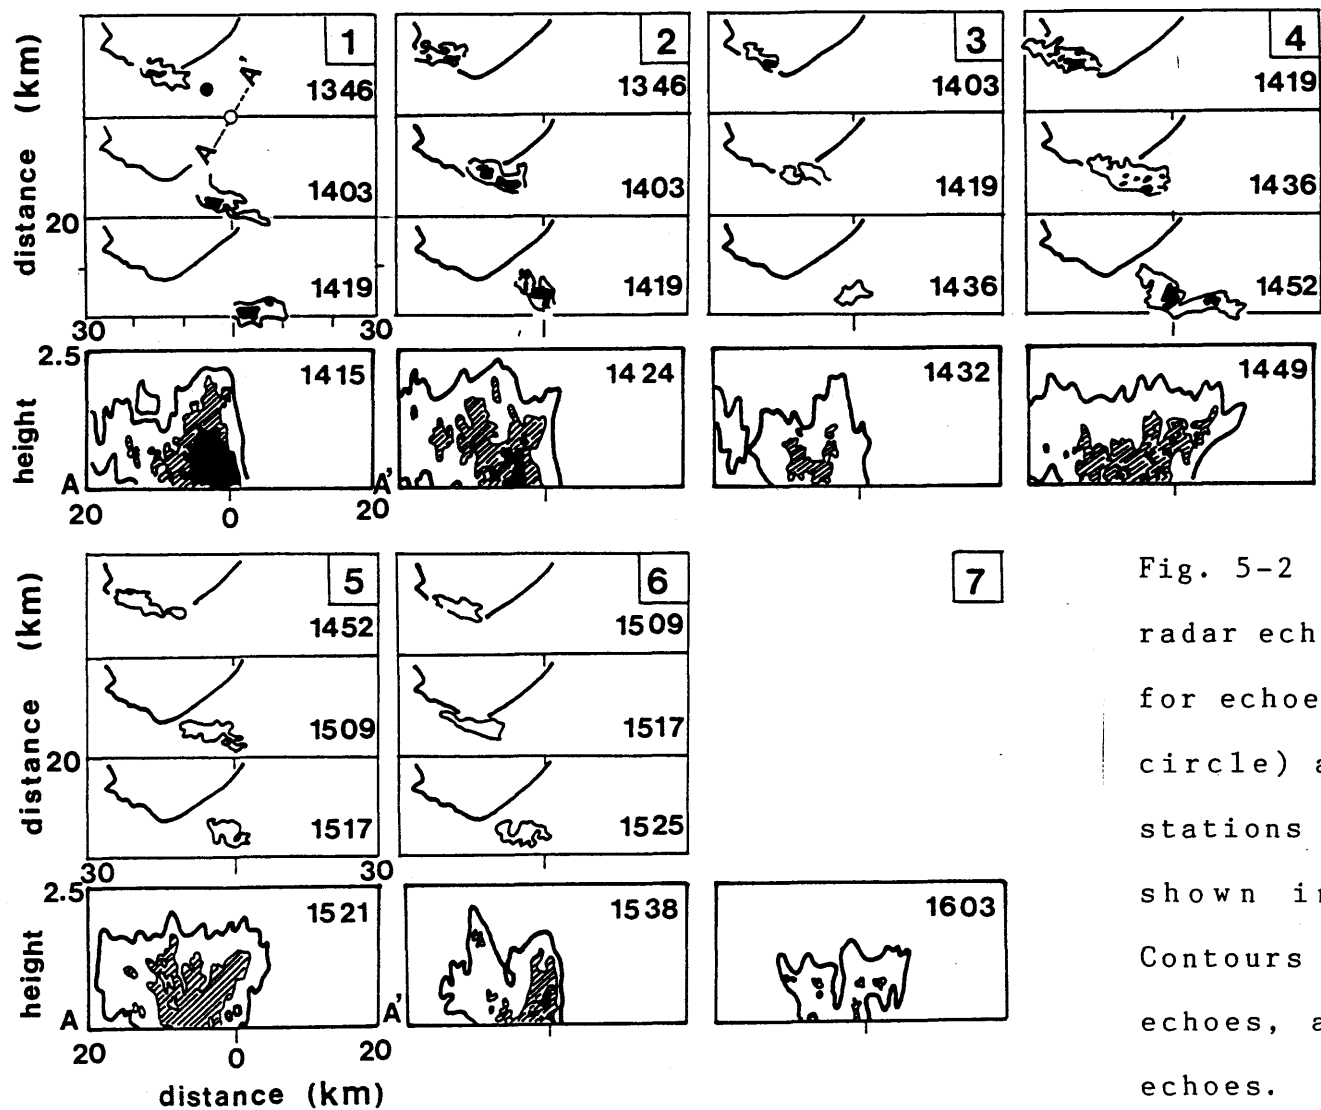 distance (km)
1
1346
A'
A
1403
20
1419
30
2
1346
1403
1419
30
3
1403
1419
1436
4
1419
1436
1452
height
2.5
1415
A
A'
20
0
20
1424
1432
1449
distance (km)
5
1452
1509
20
1517
30
6
1509
1517
1525
7
height
2.5
1521
A
A'
20
0
20
distance (km)
1538
1603
Fig. 5-2
radar ech
for echoe
circle) a
stations
shown in
Contours
echoes, a
echoes.